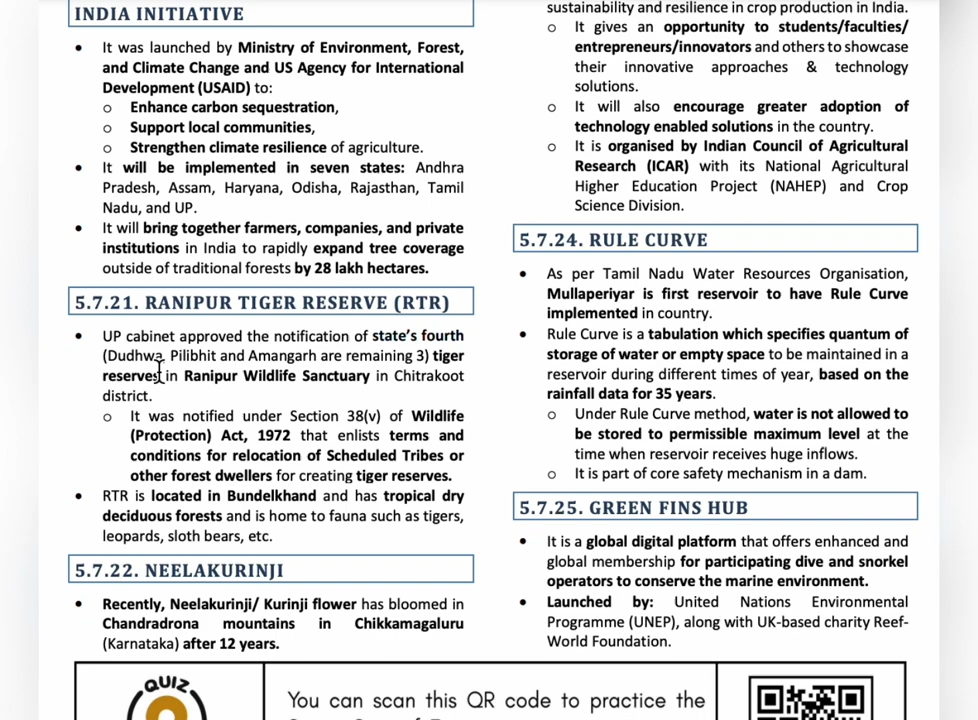 INDIA INITIATIVE
• It was launched by Ministry of Environment, Forest,
and Climate Change and US Agency for International
Development (USAID) to:
o Enhance carbon sequestration,
o Support local communities,
o Strengthen climate resilience of agriculture.
• It will be implemented in seven states: Andhra
Pradesh, Assam, Haryana, Odisha, Rajasthan, Tamil
Nadu, and UP.
• It will bring together farmers, companies, and private
institutions in India to rapidly expand tree coverage
outside of traditional forests by 28 lakh hectares.
5.7.21. RANIPUR TIGER RESERVE (RTR)
• UP cabinet approved the notification of state's fourth
(Dudhwa, Pilibhit and Amangarh are remaining 3) tiger
reserves in Ranipur Wildlife Sanctuary in Chitrakoot
district.
o It was notified under Section 38(v) of Wildlife
(Protection) Act, 1972 that enlists terms and
conditions for relocation of Scheduled Tribes or
other forest dwellers for creating tiger reserves.
• RTR is located in Bundelkhand and has tropical dry
deciduous forests and is home to fauna such as tigers,
leopards, sloth bears, etc.
5.7.22. NEELAKURINJI
• Recently, Neelakurinji/ Kurinji flower has bloomed in
Chandradrona mountains in Chikkamagaluru
(Karnataka) after 12 years.
sustainability and resilience in crop production in India.
o It gives an opportunity to students/faculties/
entrepreneurs/innovators and others to showcase
their innovative approaches & technology
solutions.
o It will also encourage greater adoption of
technology enabled solutions in the country.
o It is organised by Indian Council of Agricultural
Research (ICAR) with its National Agricultural
Higher Education Project (NAHEP) and Crop
Science Division.
5.7.24. RULE CURVE
• As per Tamil Nadu Water Resources Organisation,
Mullaperiyar is first reservoir to have Rule Curve
implemented in country.
• Rule Curve is a tabulation which specifies quantum of
storage of water or empty space to be maintained in a
reservoir during different times of year, based on the
rainfall data for 35 years.
o Under Rule Curve method, water is not allowed to
be stored to permissible maximum level at the
time when reservoir receives huge inflows.
o It is part of core safety mechanism in a dam.
5.7.25. GREEN FINS HUB
• It is a global digital platform that offers enhanced and
global membership for participating dive and snorkel
operators to conserve the marine environment.
• Launched by: United Nations Environmental
Programme (UNEP), along with UK-based charity Reef-
World Foundation.
QUIZ
You can scan this QR code to practice the